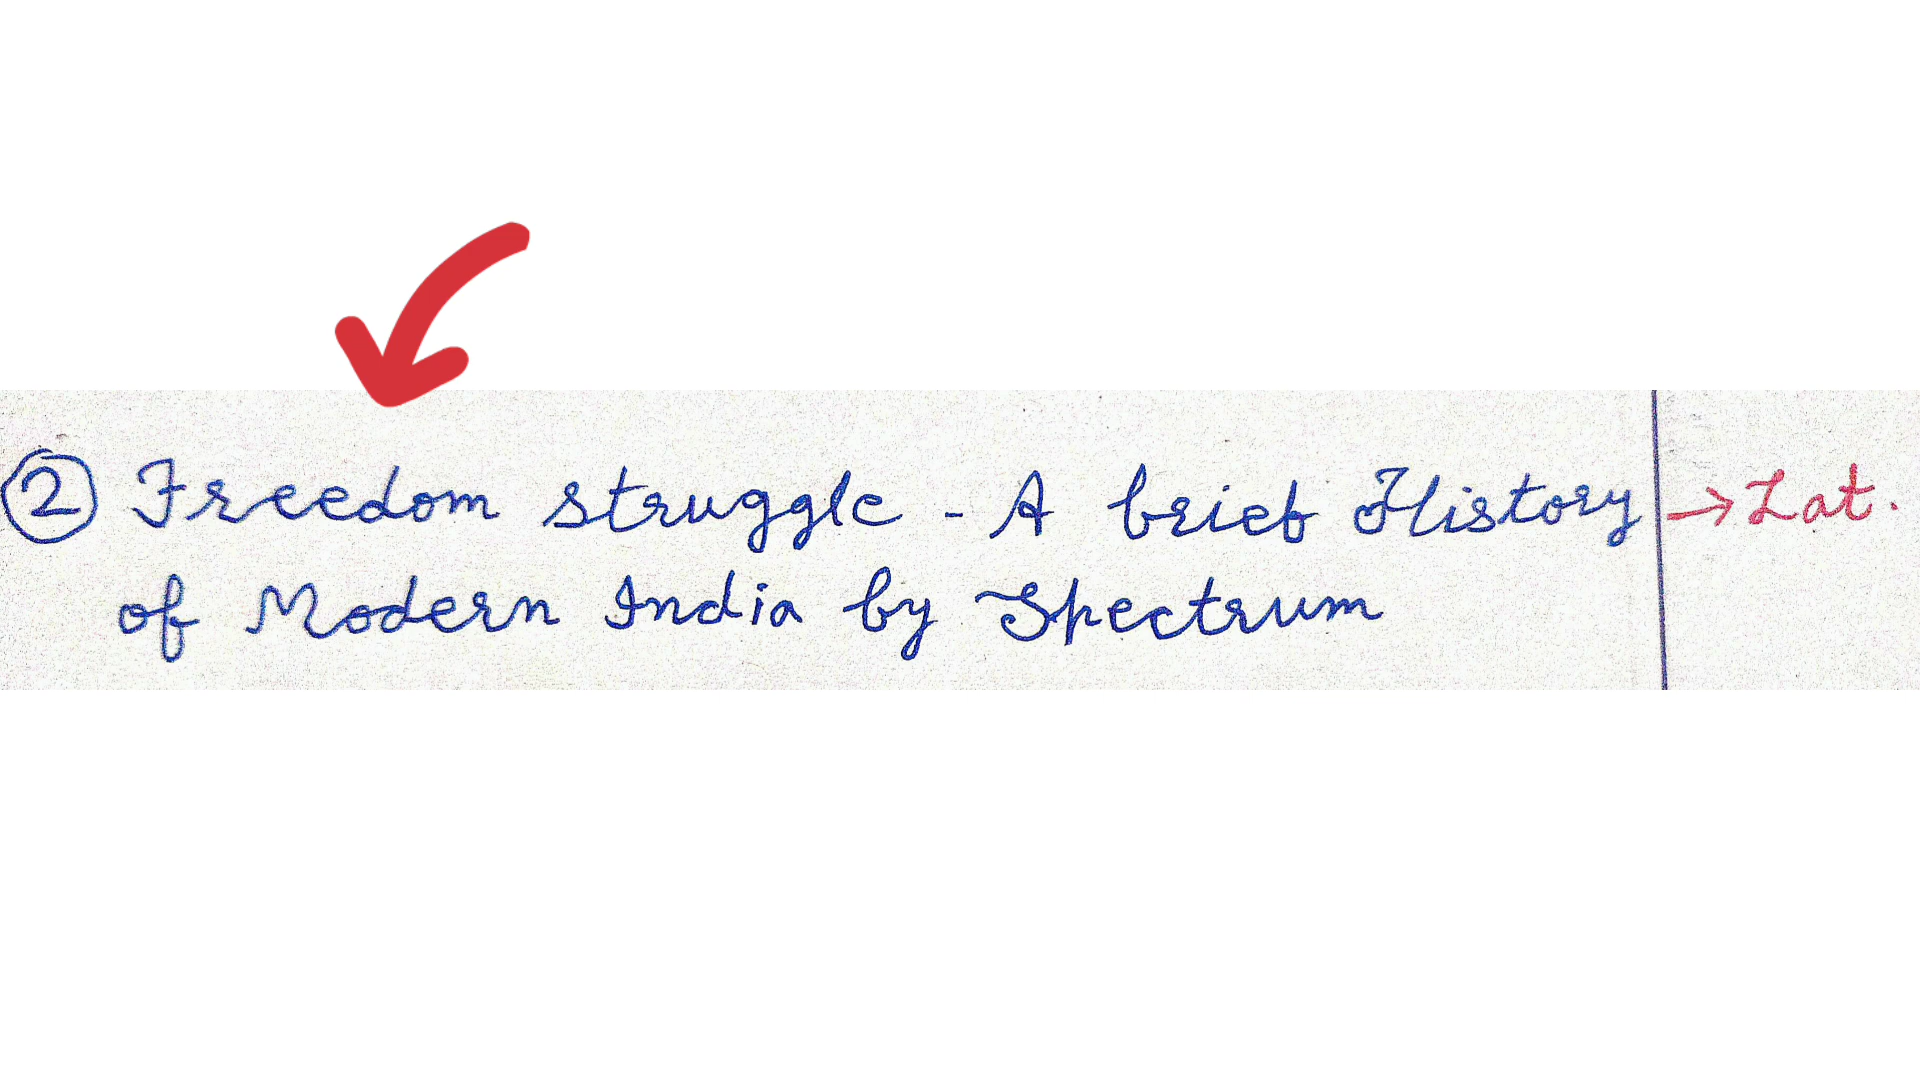 ② Freedom struggle - A brief History → Lat.
of Modern India by Spectrum